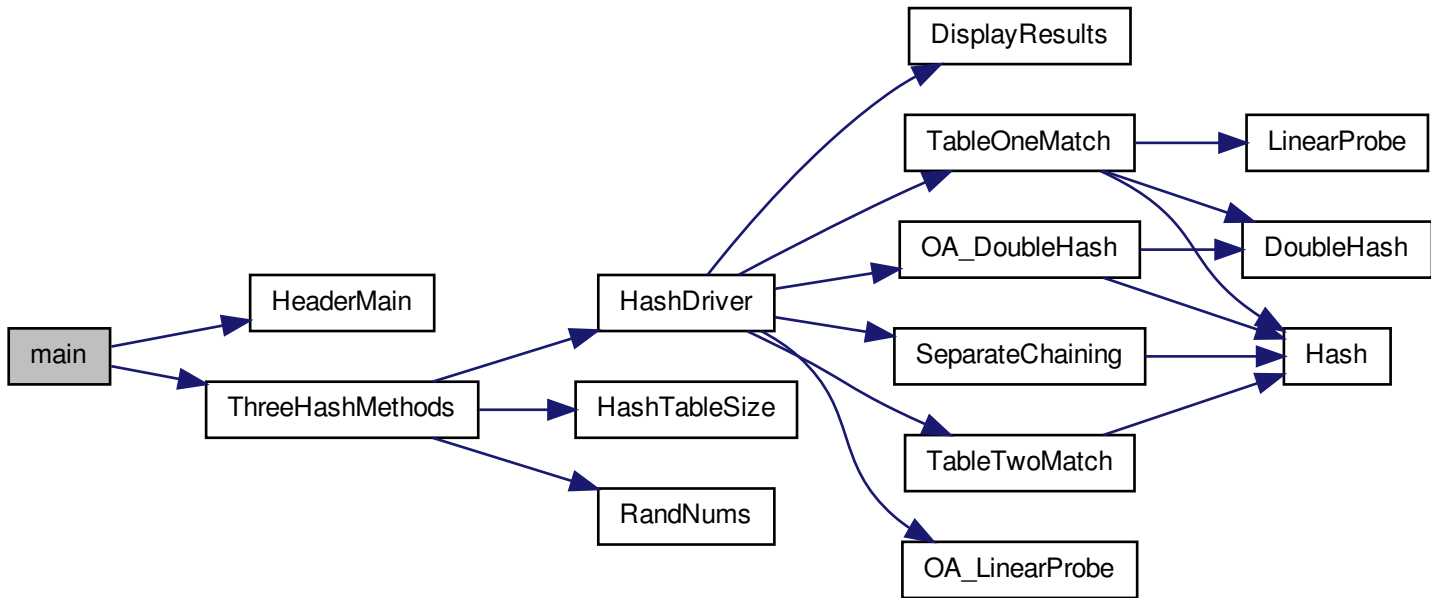 main
HeaderMain
ThreeHashMethods
HashDriver
HashTableSize
RandNums
DisplayResults
TableOneMatch
OA_DoubleHash
SeparateChaining
TableTwoMatch
OA_LinearProbe
LinearProbe
DoubleHash
Hash